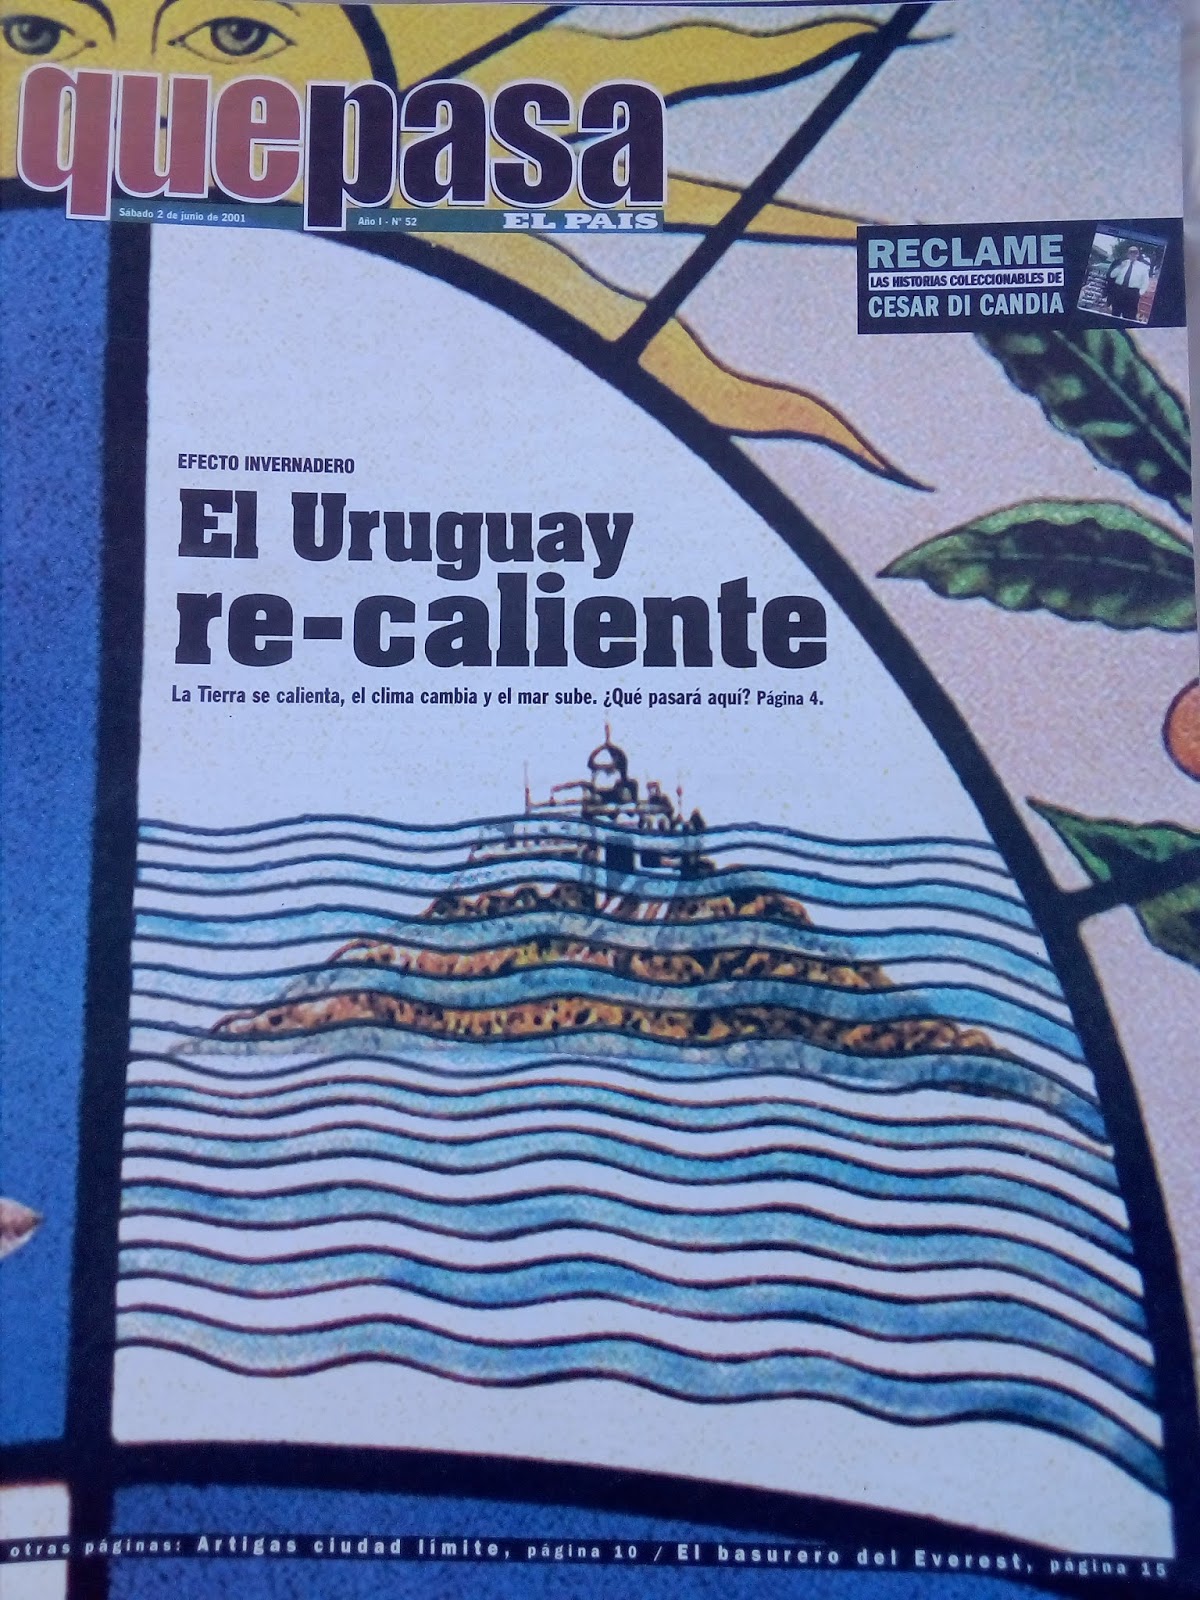 quepasa
Sábado 2 de junio de 2001
Año I - N° 52
EL PAIS
RECLAME
LAS HISTORIAS COLECCIONABLES DE
CESAR DI CANDIA
EFECTO INVERNADERO
El Uruguay
re-caliente
La Tierra se calienta, el clima cambia y el mar sube. ¿Qué pasará aquí? Página 4.
otras páginas: Artigas ciudad límite, página 10 / El basurero del Everest, página 15